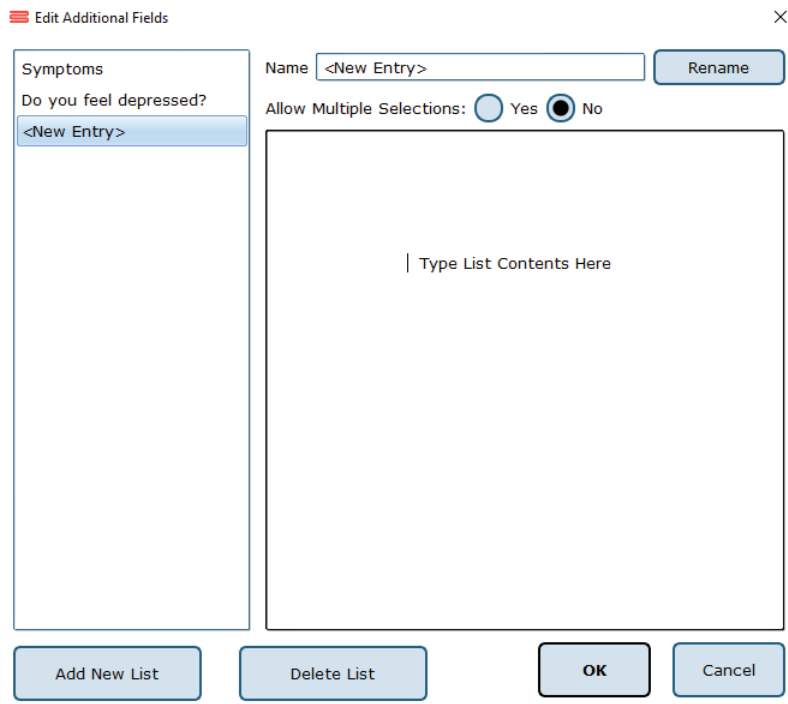 Edit Additional Fields
Symptoms
Do you feel depressed?
<New Entry>
Name <New Entry> Rename
Allow Multiple Selections: Yes No
Type List Contents Here
Add New List Delete List OK Cancel